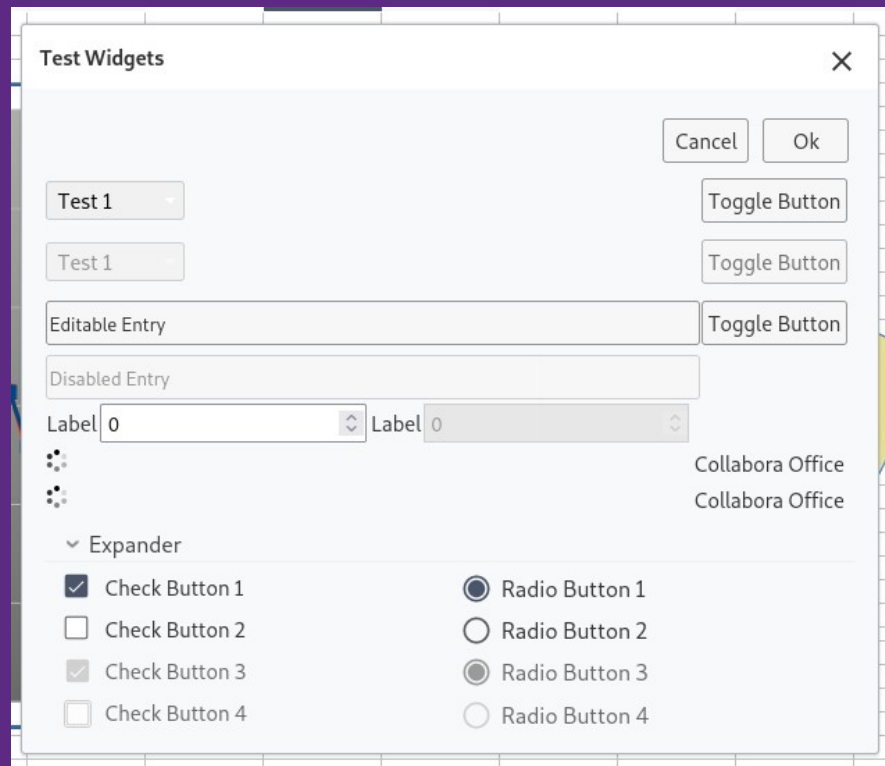 Test Widgets
Cancel Ok
Test 1 Toggle Button
Test 1 Toggle Button
Editable Entry Toggle Button
Disabled Entry
Label 0 Label 0
Collabora Office
Collabora Office
Expander
Check Button 1 Radio Button 1
Check Button 2 Radio Button 2
Check Button 3 Radio Button 3
Check Button 4 Radio Button 4